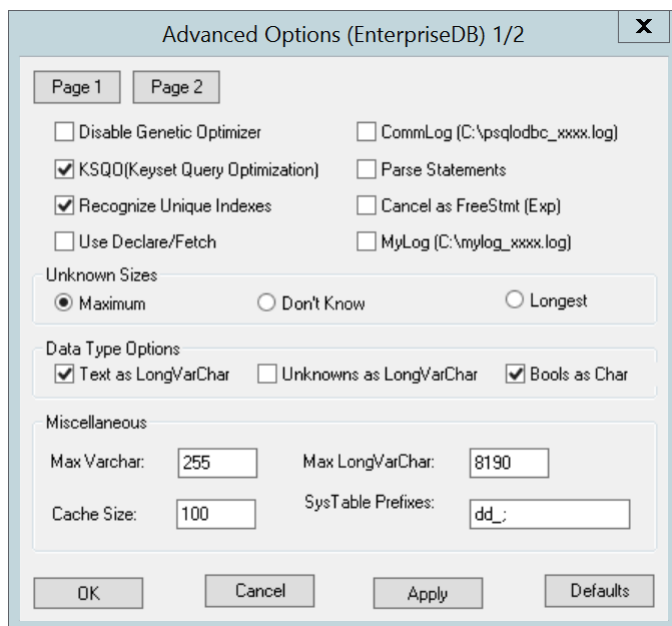 Advanced Options (EnterpriseDB) 1/2 X
Page 1 Page 2
Disable Genetic Optimizer CommLog (C:\psqlodbc_xxxx.log)
KSQO(Keyset Query Optimization) Parse Statements
Recognize Unique Indexes Cancel as FreeStmt (Exp)
Use Declare/Fetch MyLog (C:\mylog_xxxx.log)
Unknown Sizes
Maximum Don't Know Longest
Data Type Options
Text as LongVarChar Unknowns as LongVarChar Bools as Char
Miscellaneous
Max Varchar: 255 Max LongVarChar: 8190
Cache Size: 100 SysTable Prefixes: dd_;
OK Cancel Apply Defaults